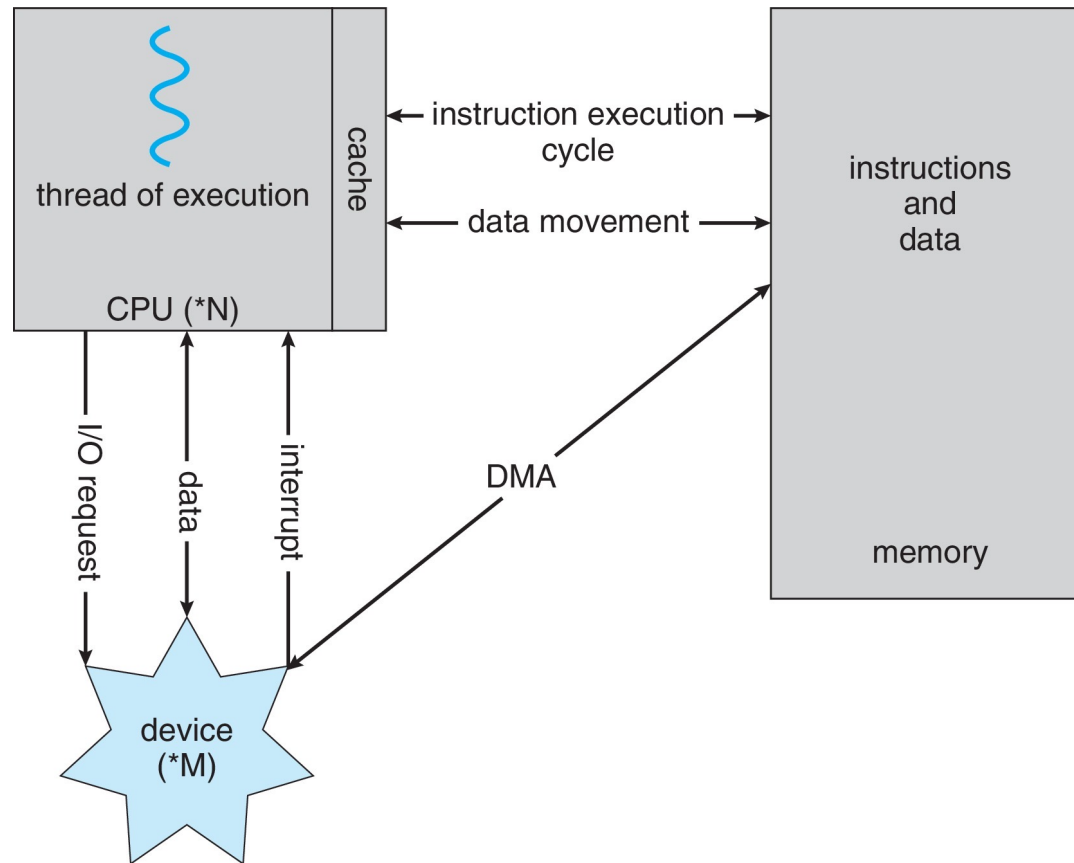 thread of execution
CPU (*N)
cache
instruction execution
cycle
data movement
instructions
and
data
memory
I/O request
data
interrupt
DMA
device
(*M)